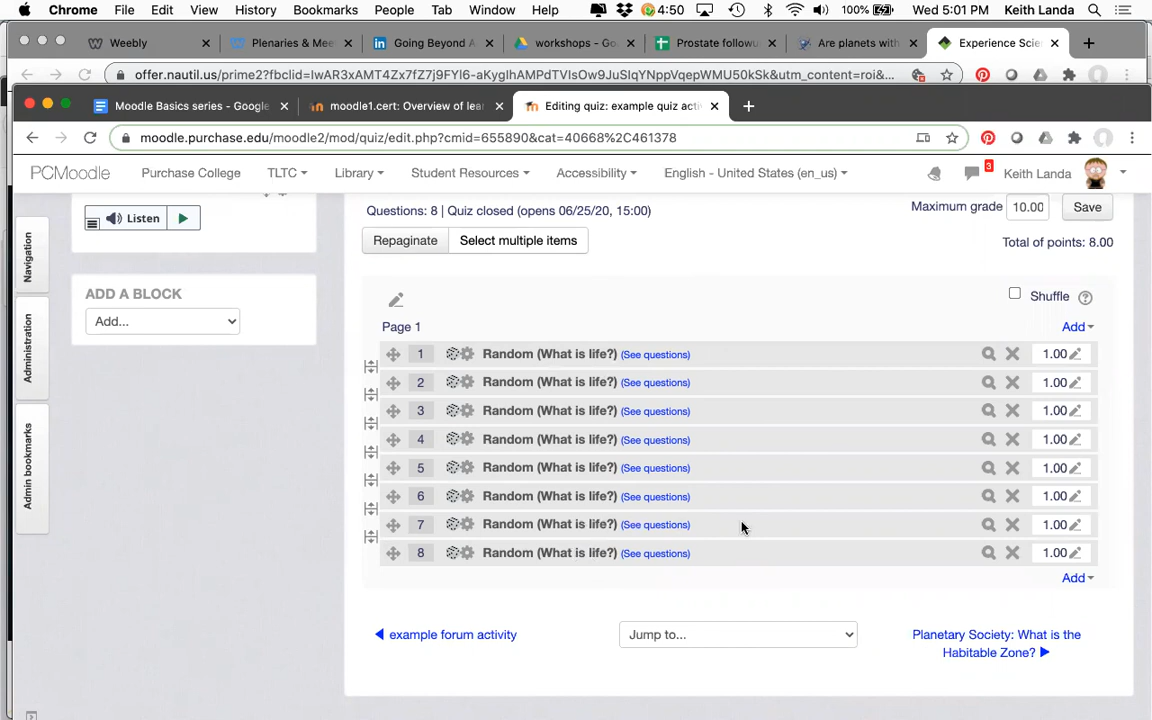 Chrome File Edit View History Bookmarks People Tab Window Help 4:50 100% Wed 5:01 PM Keith Landa
Weebly Plenaries & Mee Going Beyond A workshops - Go Prostate followu Are planets with Experience Scie
offer.nautil.us/prime2?fbclid=IwAR3xAMT4Zx7fZ7j9FYI6-aKyglhAMPdTVIsOw9JuSIqYNppVqepWMU50kSk&utm_content=roi&...
Moodle Basics series - Google moodle1.cert: Overview of lea Editing quiz: example quiz acti
moodle.purchase.edu/moodle2/mod/quiz/edit.php?cmid=655890&cat=40668%2C461378
PCMoodle Purchase College TLTC Library Student Resources Accessibility English - United States (en_us) 3 Keith Landa
Questions: 8 | Quiz closed (opens 06/25/20, 15:00) Maximum grade 10.00 Save
Listen
Repaginate Select multiple items Total of points: 8.00
Navigation
ADD A BLOCK
Add...
Administration
Admin bookmarks
Shuffle
Page 1 Add
1 Random (What is life?) (See questions) 1.00
2 Random (What is life?) (See questions) 1.00
3 Random (What is life?) (See questions) 1.00
4 Random (What is life?) (See questions) 1.00
5 Random (What is life?) (See questions) 1.00
6 Random (What is life?) (See questions) 1.00
7 Random (What is life?) (See questions) 1.00
8 Random (What is life?) (See questions) 1.00
Add
example forum activity Jump to... Planetary Society: What is the
Habitable Zone?